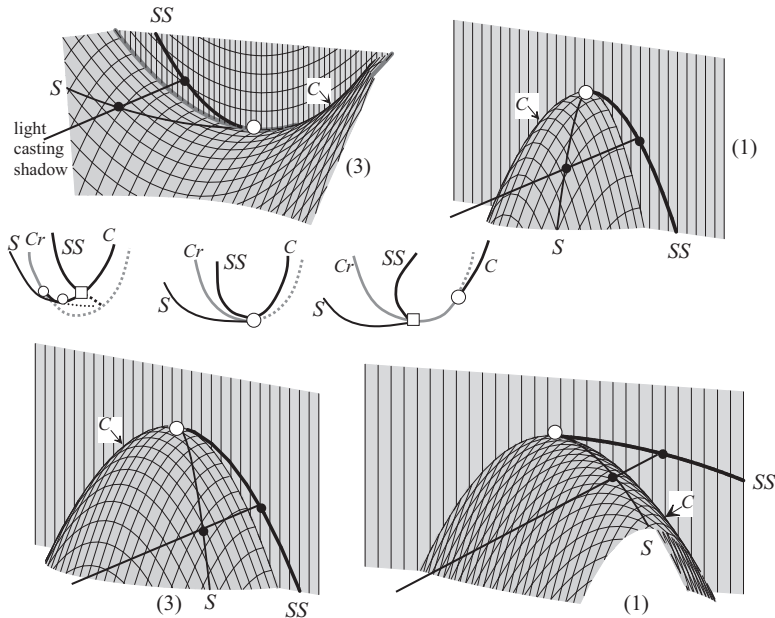 SS
S
C
light
casting
shadow
(3)
C
(1)
S
SS
S Cr SS C
Cr SS C
S
Cr SS C
S
C
(3) S SS
SS
C
S
(1)